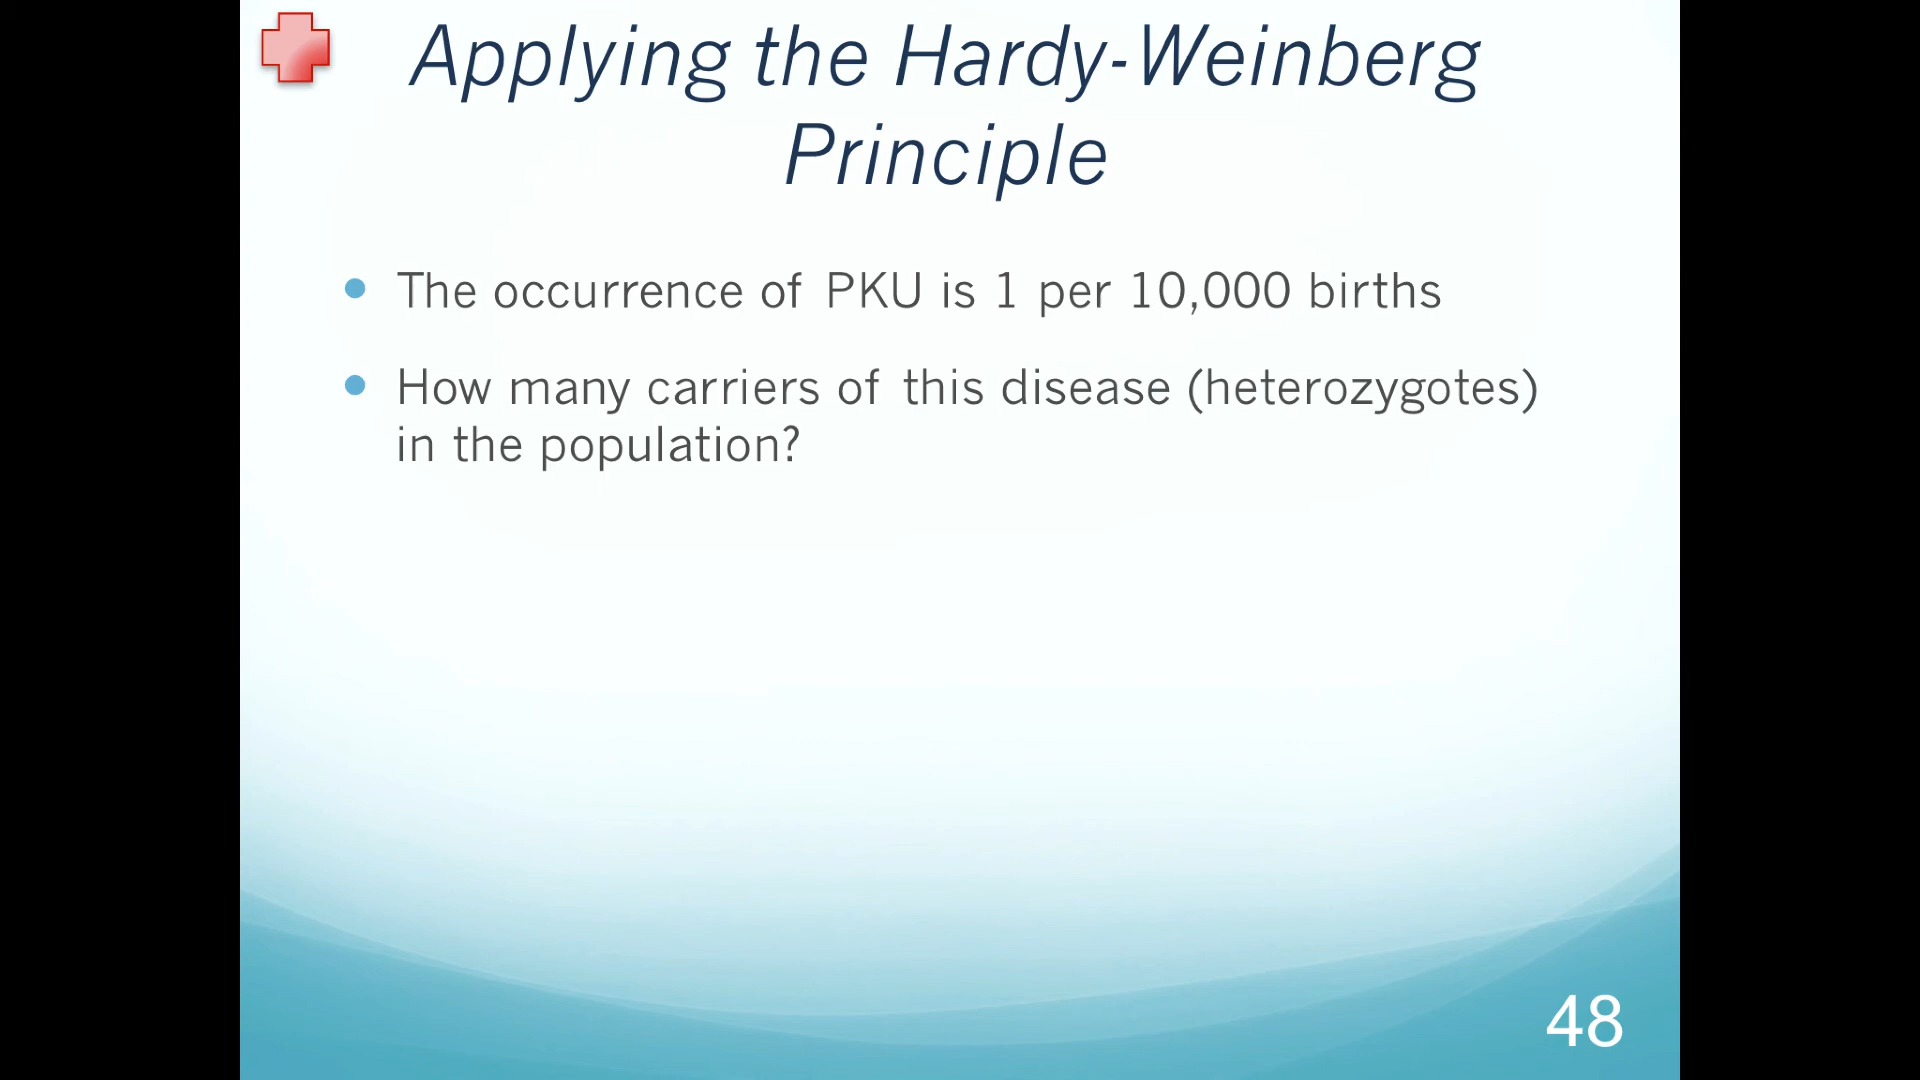 Applying the Hardy-Weinberg
Principle
The occurrence of PKU is 1 per 10,000 births
How many carriers of this disease (heterozygotes)
in the population?
48